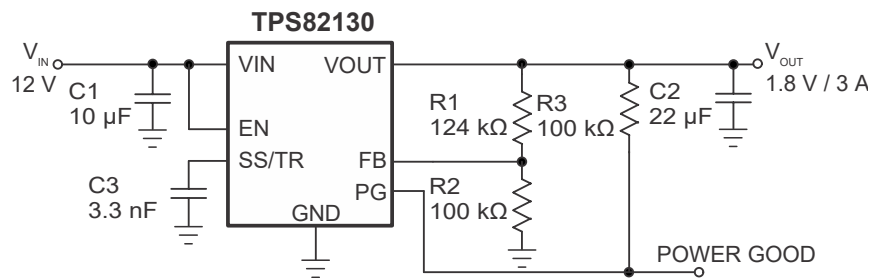 TPS82130
VIN
12 V
C1
10 µF
C3
3.3 nF
VIN
EN
SS/TR
GND
VOUT
FB
PG
R1
124 kΩ
R2
100 kΩ
R3
100 kΩ
C2
22 µF
VOUT
1.8 V / 3 A
POWER GOOD